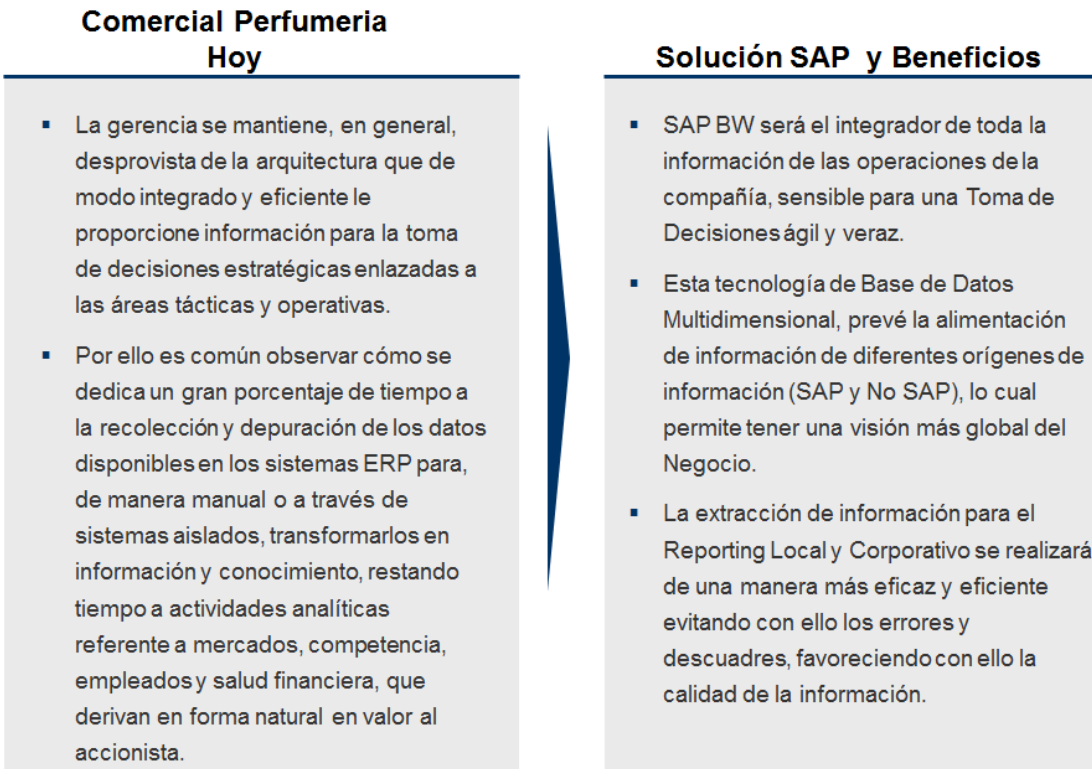 Comercial Perfumeria
Hoy
▪ La gerencia se mantiene, en general,
desprovista de la arquitectura que de
modo integrado y eficiente le
proporcione información para la toma
de decisiones estratégicas enlazadas a
las áreas tácticas y operativas.
▪ Por ello es común observar cómo se
dedica un gran porcentaje de tiempo a
la recolección y depuración de los datos
disponibles en los sistemas ERP para,
de manera manual o a través de
sistemas aislados, transformarlos en
información y conocimiento, restando
tiempo a actividades analíticas
referente a mercados, competencia,
empleados y salud financiera, que
derivan en forma natural en valor al
accionista.
Solución SAP y Beneficios
▪ SAP BW será el integrador de toda la
información de las operaciones de la
compañía, sensible para una Toma de
Decisiones ágil y veraz.
▪ Esta tecnología de Base de Datos
Multidimensional, prevé la alimentación
de información de diferentes orígenes de
información (SAP y No SAP), lo cual
permite tener una visión más global del
Negocio.
▪ La extracción de información para el
Reporting Local y Corporativo se realizará
de una manera más eficaz y eficiente
evitando con ello los errores y
descuadres, favoreciendo con ello la
calidad de la información.